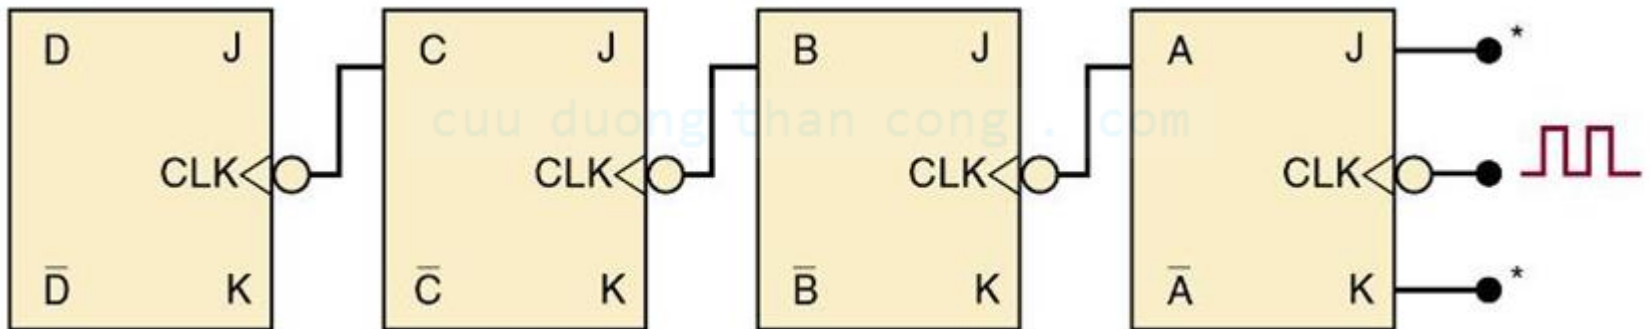 D J C J B J A J *
cuu duong than cong . com
CLK CLK CLK CLK
D̅ K C̅ K B̅ K A̅ K *